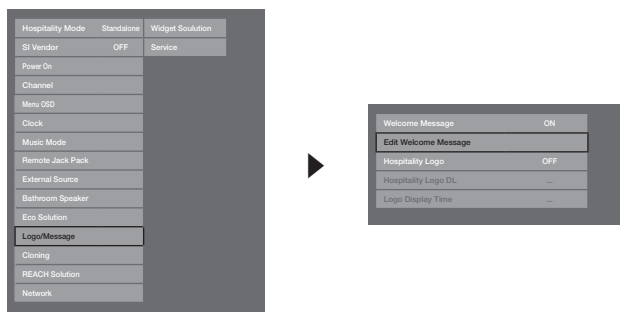 Hospitality Mode Standalone Widget Soulution
SI Vendor OFF Service
Power On
Channel
Menu OSD
Clock
Music Mode
Remote Jack Pack
External Source
Bathroom Speaker
Eco Solution
Logo/Message
Cloning
REACH Solution
Network
Welcome Message ON
Edit Welcome Message
Hospitality Logo OFF
Hospitality Logo DL ...
Logo Display Time ...